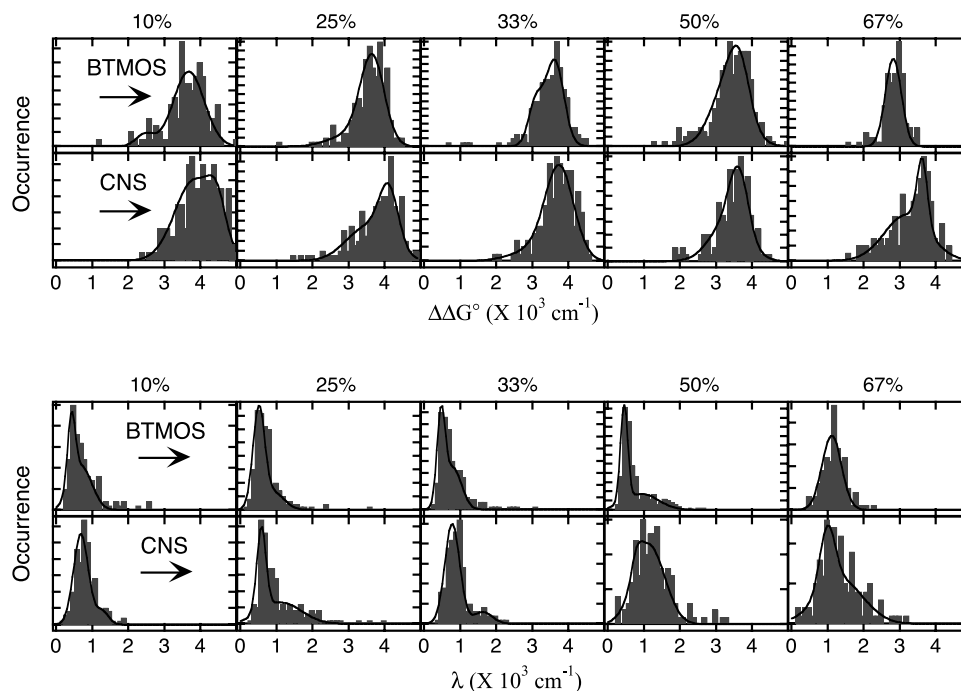 10% 25% 33% 50% 67%
BTMOS
Occurrence
CNS
0 1 2 3 4 0 1 2 3 4 0 1 2 3 4 0 1 2 3 4 0 1 2 3 4
ΔΔG° (X 10³ cm⁻¹)
10% 25% 33% 50% 67%
BTMOS
Occurrence
CNS
0 1 2 3 4 0 1 2 3 4 0 1 2 3 4 0 1 2 3 4 0 1 2 3 4
λ (X 10³ cm⁻¹)